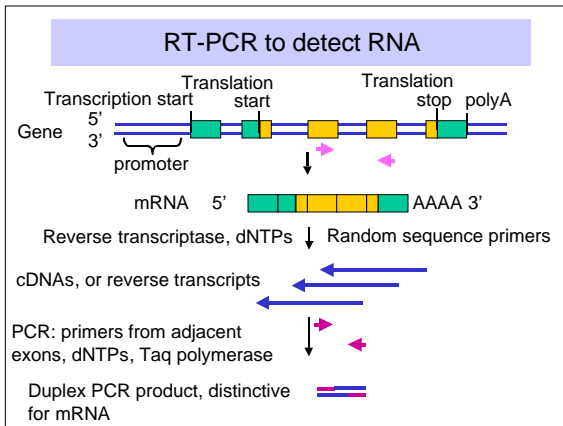 RT-PCR to detect RNA
Translation Translation
Transcription start start stop polyA
5’
Gene 3’
promoter
mRNA 5’ AAAA 3’
Reverse transcriptase, dNTPs Random sequence primers
cDNAs, or reverse transcripts
PCR: primers from adjacent
exons, dNTPs, Taq polymerase
Duplex PCR product, distinctive
for mRNA